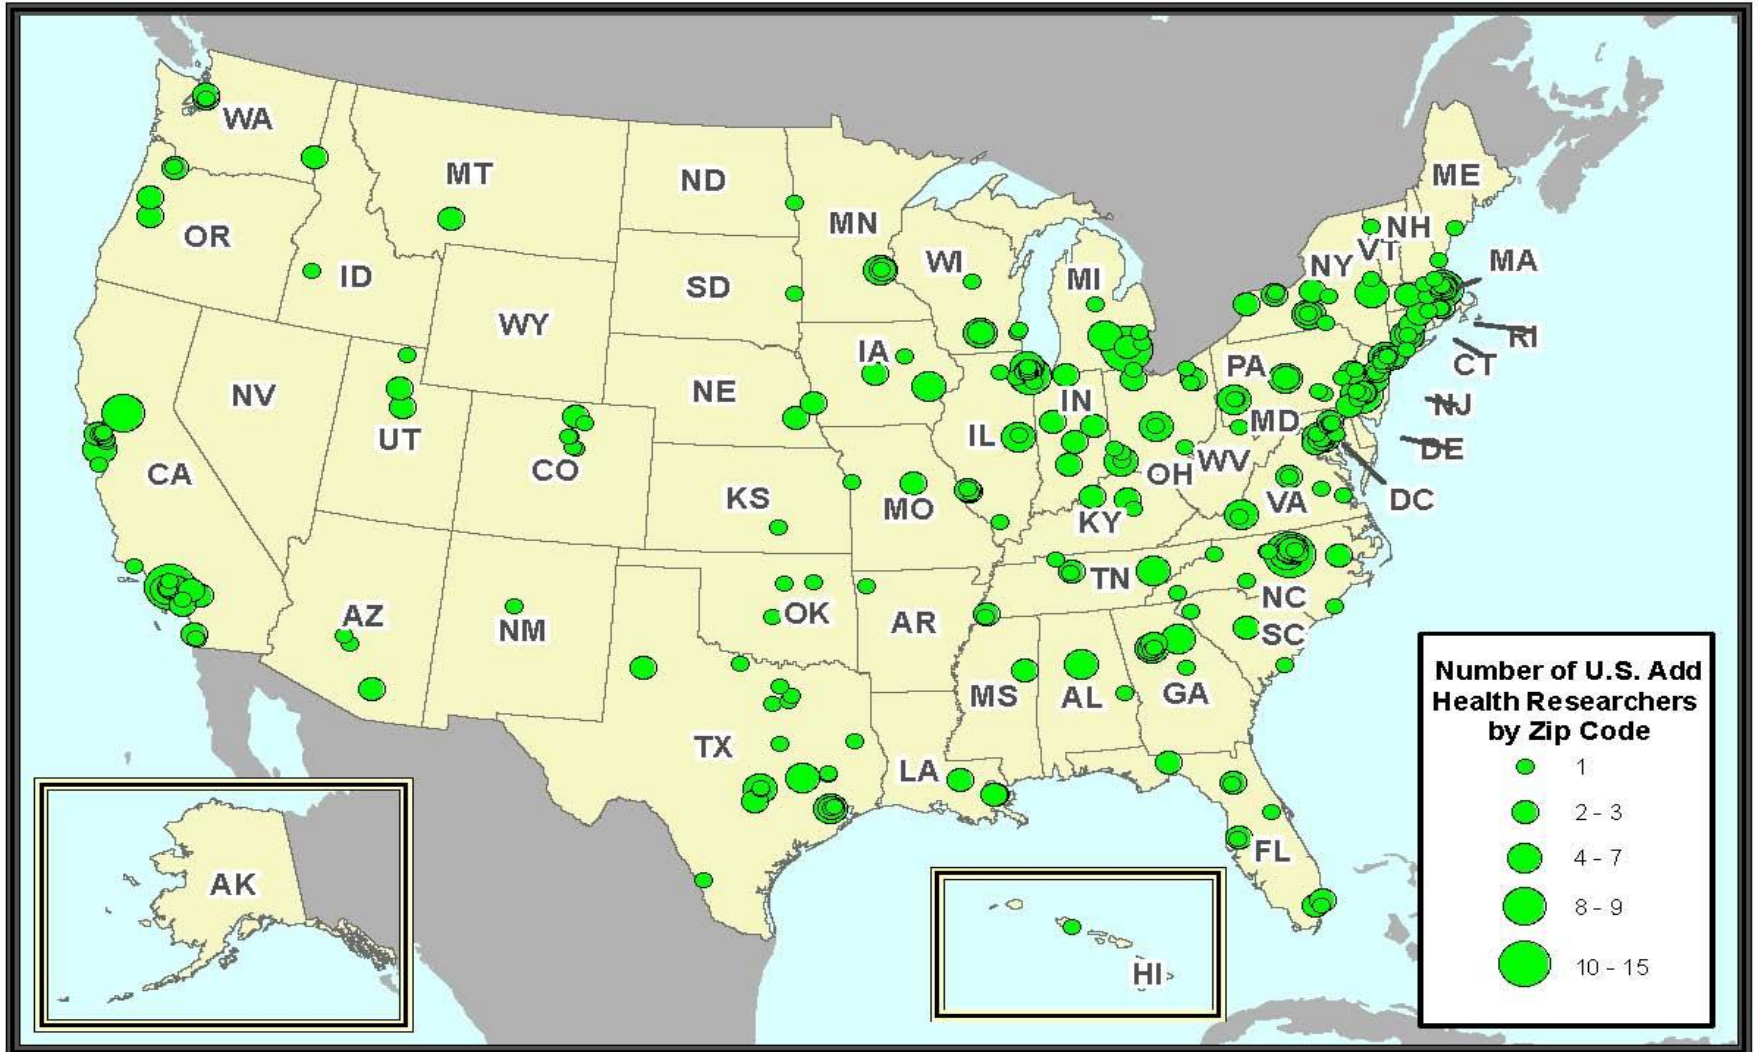 WA
MT
ND
ME
MN
OR
NH
VT
WI
NY
MA
MI
ID
SD
WY
RI
IA
PA
CT
NE
NV
IN
NJ
MD
UT
IL
DE
CO
WV
CA
OH
KS
VA
DC
MO
KY
TN
NC
AZ
OK
NM
AR
SC
MS
AL
GA
TX
LA
FL
AK
HI
Number of U.S. Add
Health Researchers
by Zip Code
1
2 - 3
4 - 7
8 - 9
10 - 15